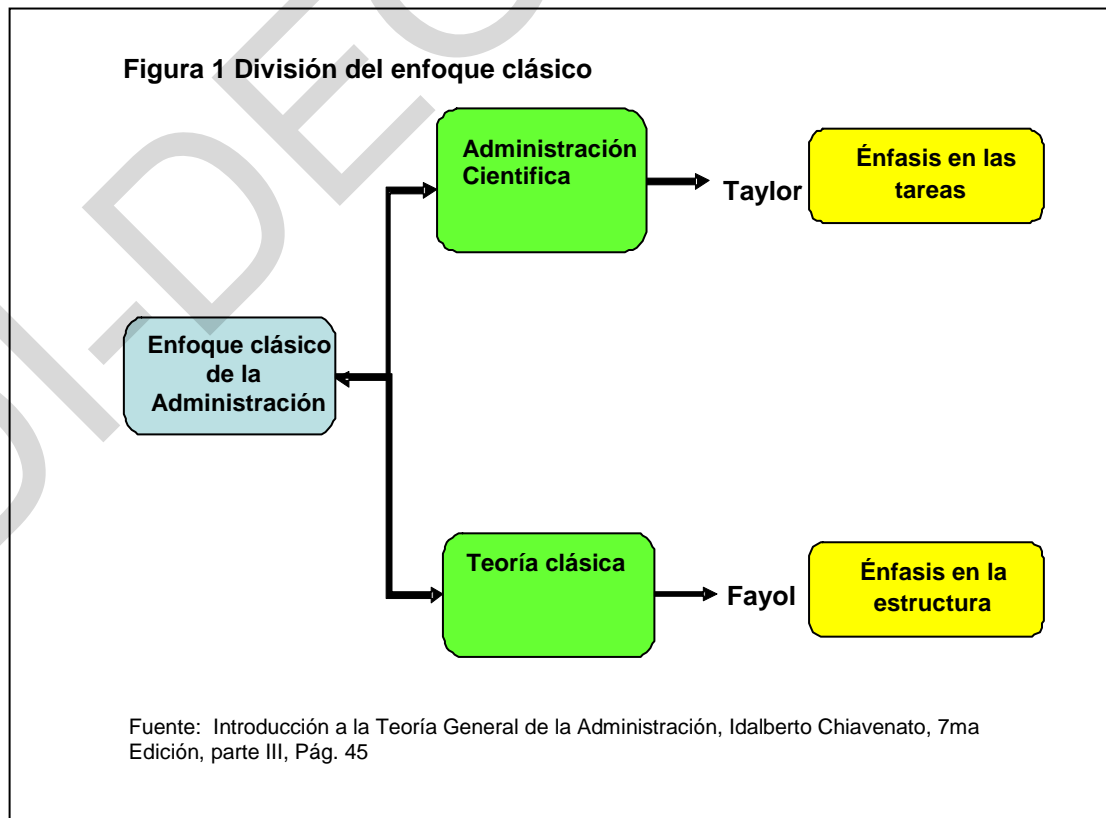 Figura 1 División del enfoque clásico
Administración
Cientifica
Taylor
Énfasis en las
tareas
Enfoque clásico
de la
Administración
Teoría clásica
Fayol
Énfasis en la
estructura
Fuente: Introducción a la Teoría General de la Administración, Idalberto Chiavenato, 7ma
Edición, parte III, Pág. 45